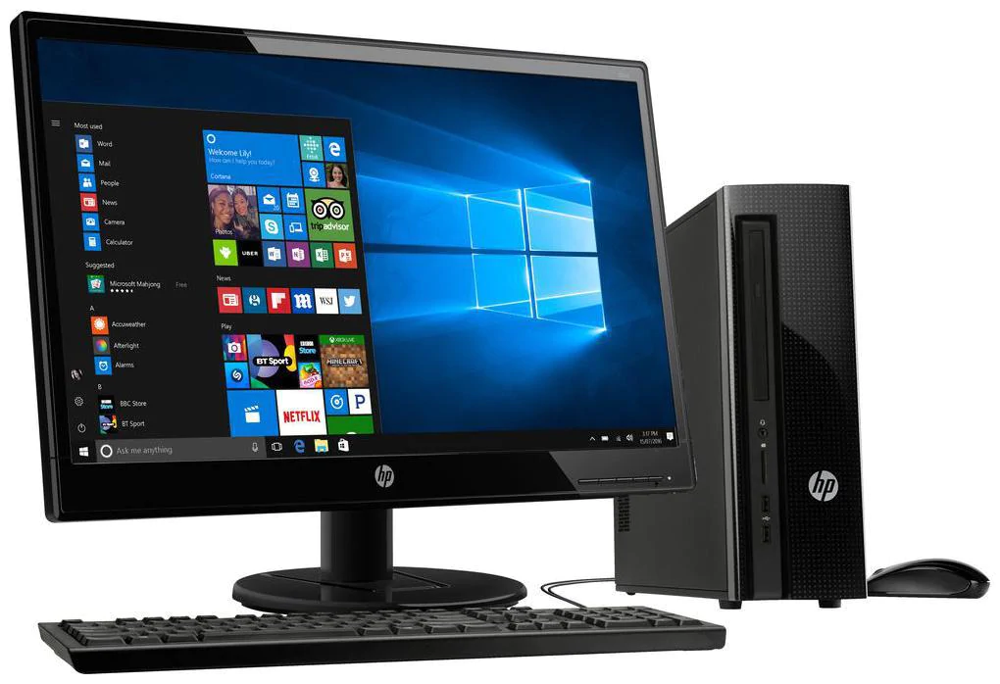 Most used
Word
Mail
People
News
Camera
Calculator
Suggested
Microsoft Mahjong
Free
A
Accuweather
Afterlight
Alarms
B
BBC Store
BT Sport
Ask me anything
Welcome Lily!
How can I help you today?
Cortana
Fitbit
Photos
20
tripadvisor
UBER
News
WSJ
Play
BT Sport
BBC
Store
XBOX LIVE
MINECRAFT
NETFLIX
P
3:17 PM
15/07/2016
hp
hp